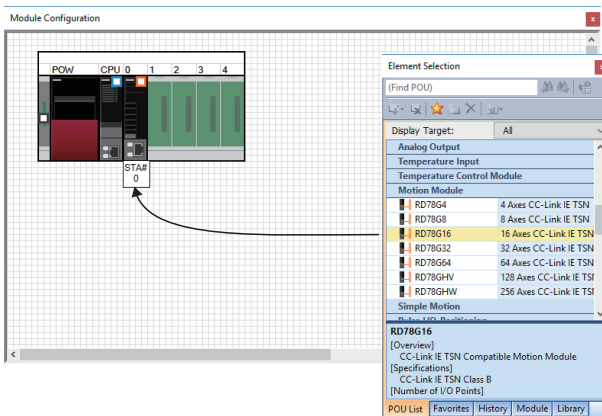 Module Configuration
POW CPU 0 1 2 3 4
STA#
0
Element Selection
(Find POU)
Display Target: All
Analog Output
Temperature Input
Temperature Control Module
Motion Module
RD78G4 4 Axes CC-Link IE TSN
RD78G8 8 Axes CC-Link IE TSN
RD78G16 16 Axes CC-Link IE TSN
RD78G32 32 Axes CC-Link IE TSN
RD78G64 64 Axes CC-Link IE TSN
RD78GHV 128 Axes CC-Link IE TSN
RD78GHW 256 Axes CC-Link IE TSN
Simple Motion
Pulse I/O, Positioning
RD78G16
[Overview]
CC-Link IE TSN Compatible Motion Module
[Specifications]
CC-Link IE TSN Class B
[Number of I/O Points]
POU List Favorites History Module Library